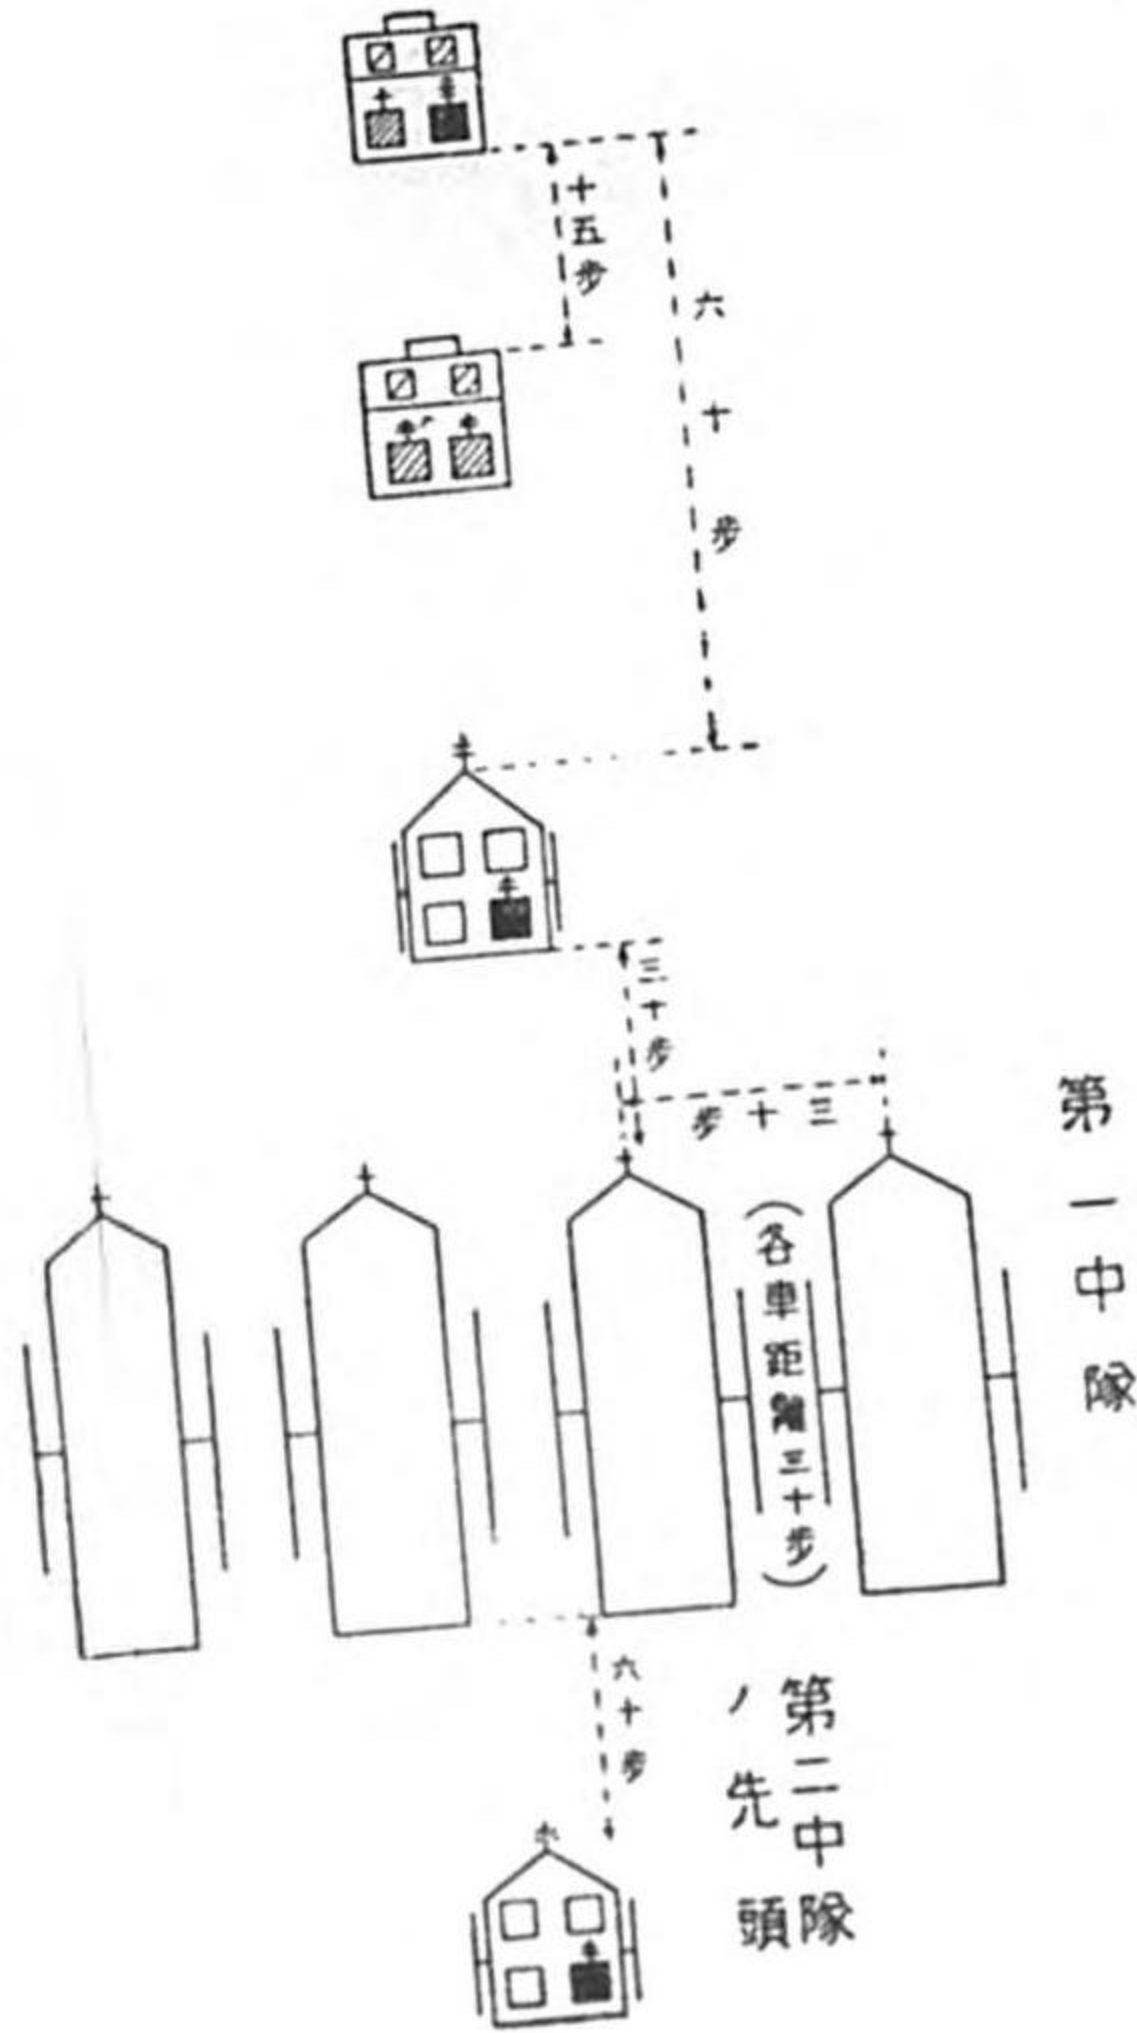 十五步
六十步
三十步
三十步
(各車距離三十步)
第一中隊
六十步
第二中隊
ノ先頭